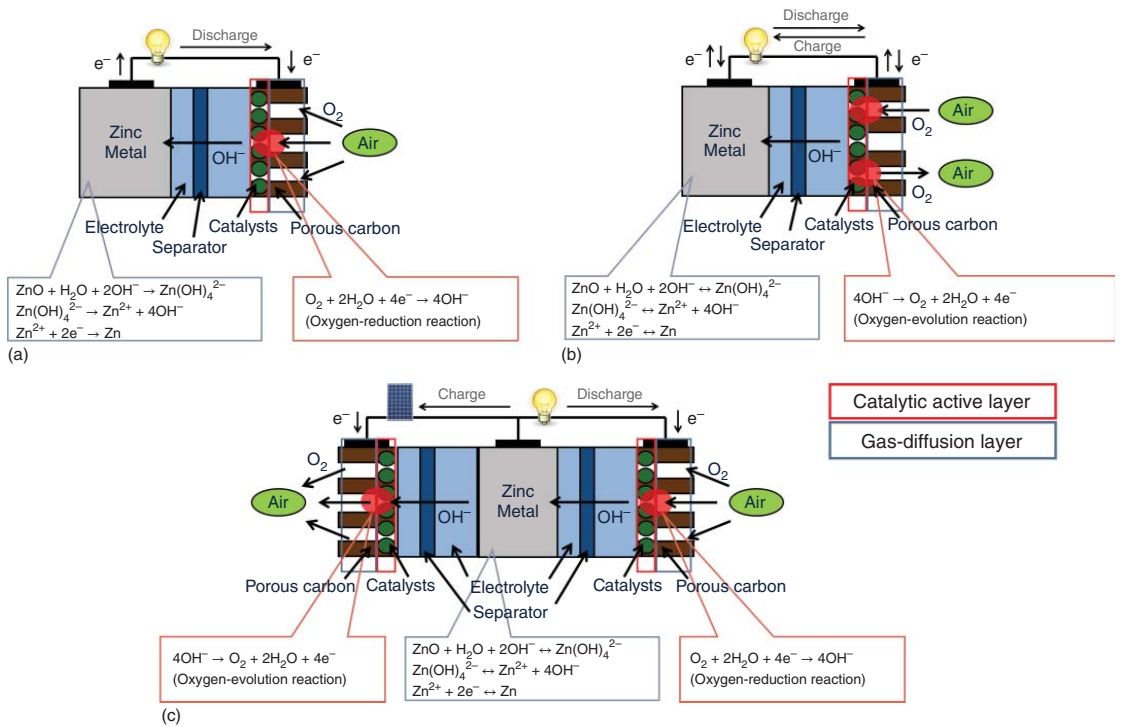 Discharge
e⁻
e⁻
Zinc
Metal
O₂
Air
OH⁻
Electrolyte
Separator
Catalysts
Porous carbon
ZnO + H₂O + 2OH⁻ → Zn(OH)₄²⁻
Zn(OH)₄²⁻ → Zn²⁺ + 4OH⁻
Zn²⁺ + 2e⁻ → Zn
O₂ + 2H₂O + 4e⁻ → 4OH⁻
(Oxygen-reduction reaction)
(a)
Discharge
Charge
e⁻
e⁻
Zinc
Metal
O₂
Air
OH⁻
Air
O₂
Electrolyte
Separator
Catalysts
Porous carbon
ZnO + H₂O + 2OH⁻ ↔ Zn(OH)₄²⁻
Zn(OH)₄²⁻ ↔ Zn²⁺ + 4OH⁻
Zn²⁺ + 2e⁻ ↔ Zn
4OH⁻ → O₂ + 2H₂O + 4e⁻
(Oxygen-evolution reaction)
(b)
Charge
Discharge
e⁻
e⁻
O₂
Air
OH⁻
Zinc
Metal
OH⁻
O₂
Air
Porous carbon
Catalysts
Electrolyte
Separator
Catalysts
Porous carbon
4OH⁻ → O₂ + 2H₂O + 4e⁻
(Oxygen-evolution reaction)
ZnO + H₂O + 2OH⁻ ↔ Zn(OH)₄²⁻
Zn(OH)₄²⁻ ↔ Zn²⁺ + 4OH⁻
Zn²⁺ + 2e⁻ ↔ Zn
O₂ + 2H₂O + 4e⁻ → 4OH⁻
(Oxygen-reduction reaction)
(c)
Catalytic active layer
Gas-diffusion layer